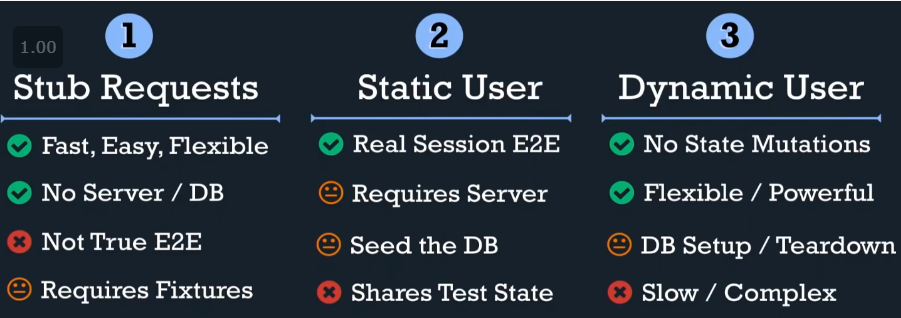 1.00
1
Stub Requests
Fast, Easy, Flexible
No Server / DB
Not True E2E
Requires Fixtures
2
Static User
Real Session E2E
Requires Server
Seed the DB
Shares Test State
3
Dynamic User
No State Mutations
Flexible / Powerful
DB Setup / Teardown
Slow / Complex